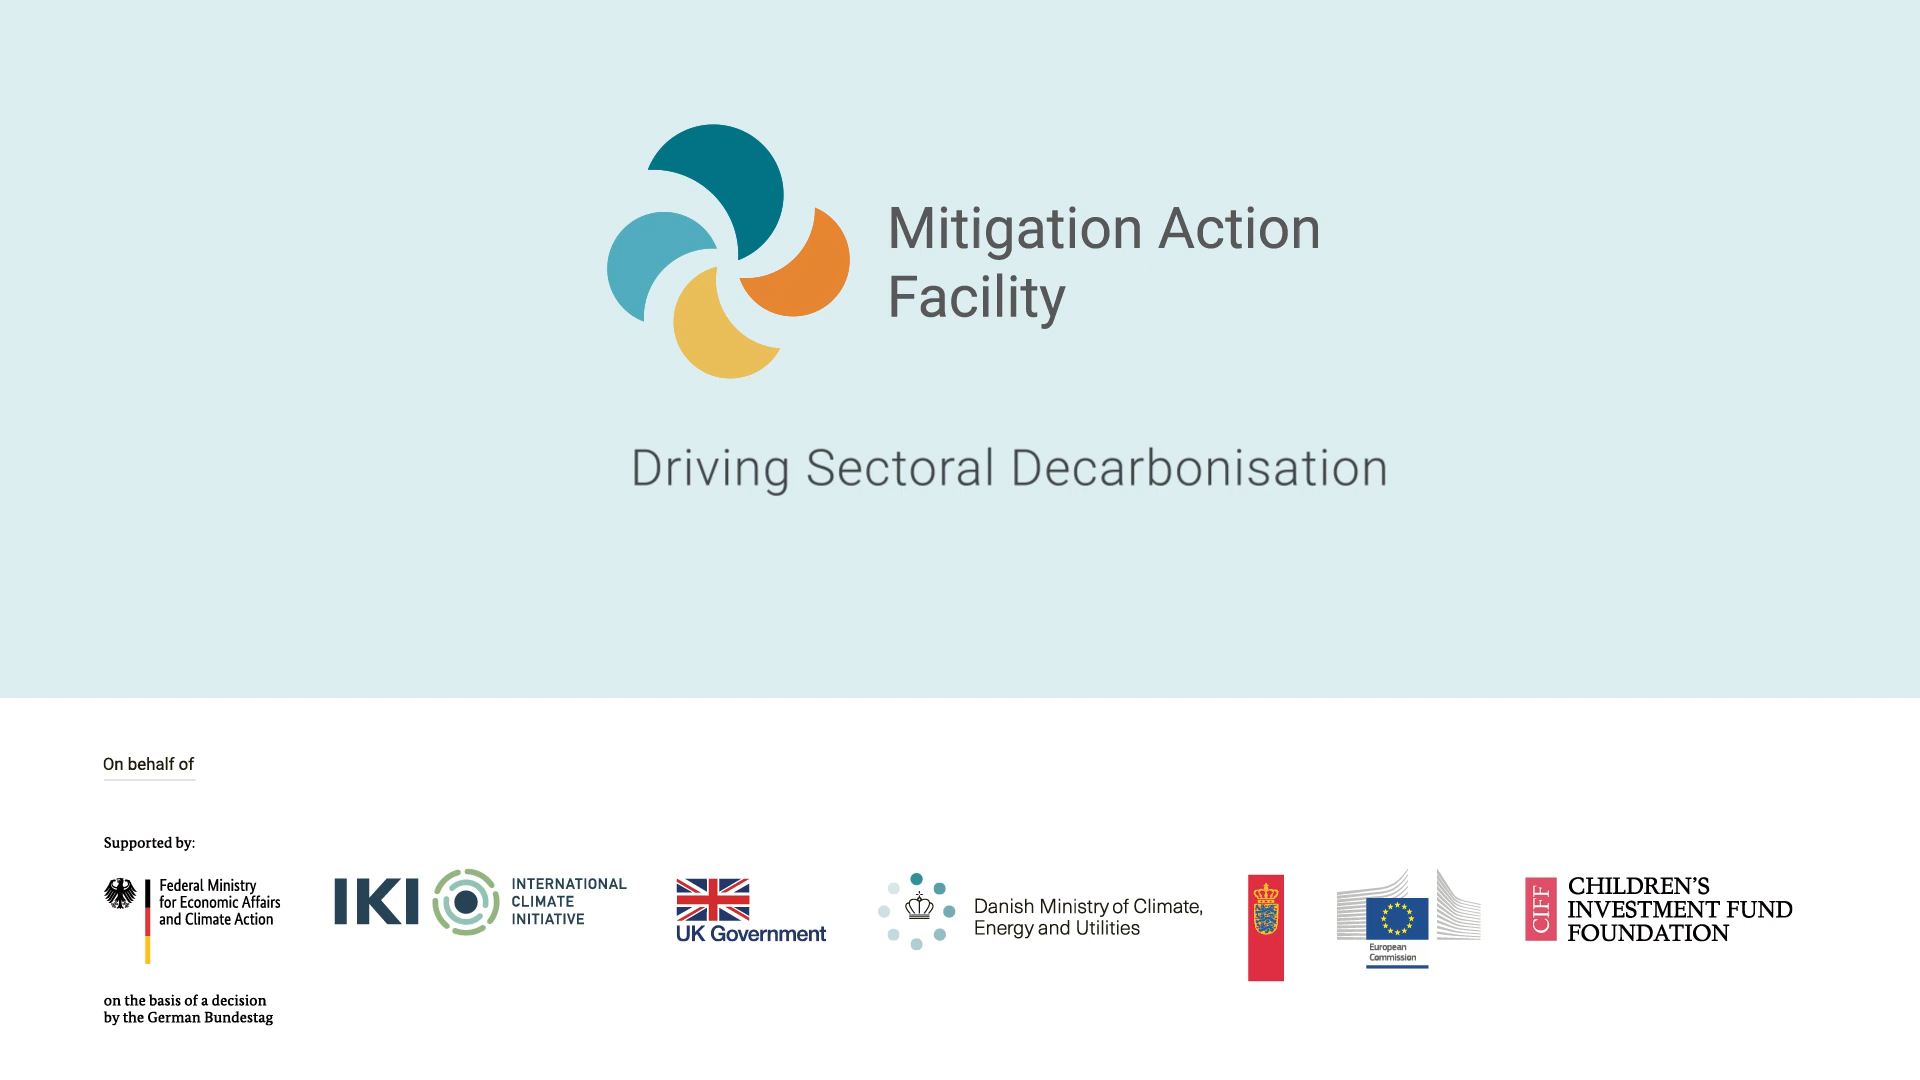 Mitigation Action
Facility
Driving Sectoral Decarbonisation
On behalf of
Supported by:
Federal Ministry
for Economic Affairs
and Climate Action
on the basis of a decision
by the German Bundestag
IKI
INTERNATIONAL
CLIMATE
INITIATIVE
UK Government
Danish Ministry of Climate,
Energy and Utilities
European
Commission
CIFF
CHILDREN'S
INVESTMENT FUND
FOUNDATION